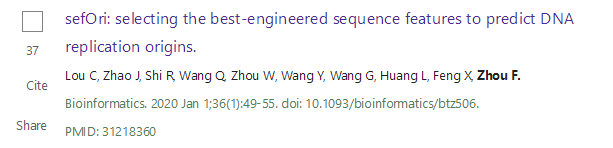 sefOri: selecting the best-engineered sequence features to predict DNA
replication origins.
37
Lou C, Zhao J, Shi R, Wang Q, Zhou W, Wang Y, Wang G, Huang L, Feng X, Zhou F.
Cite
Bioinformatics. 2020 Jan 1;36(1):49-55. doi: 10.1093/bioinformatics/btz506.
Share
PMID: 31218360